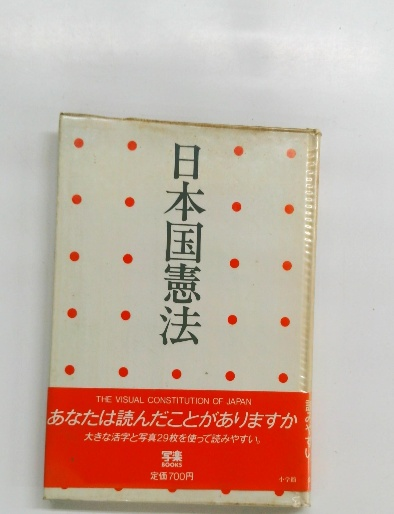 日本国憲法
THE VISUAL CONSTITUTION OF JAPAN
あなたは読んだことがありますか
大きな活字と写真29枚を使って読みやすい。
写楽
BOOKS
定価700円
小学館